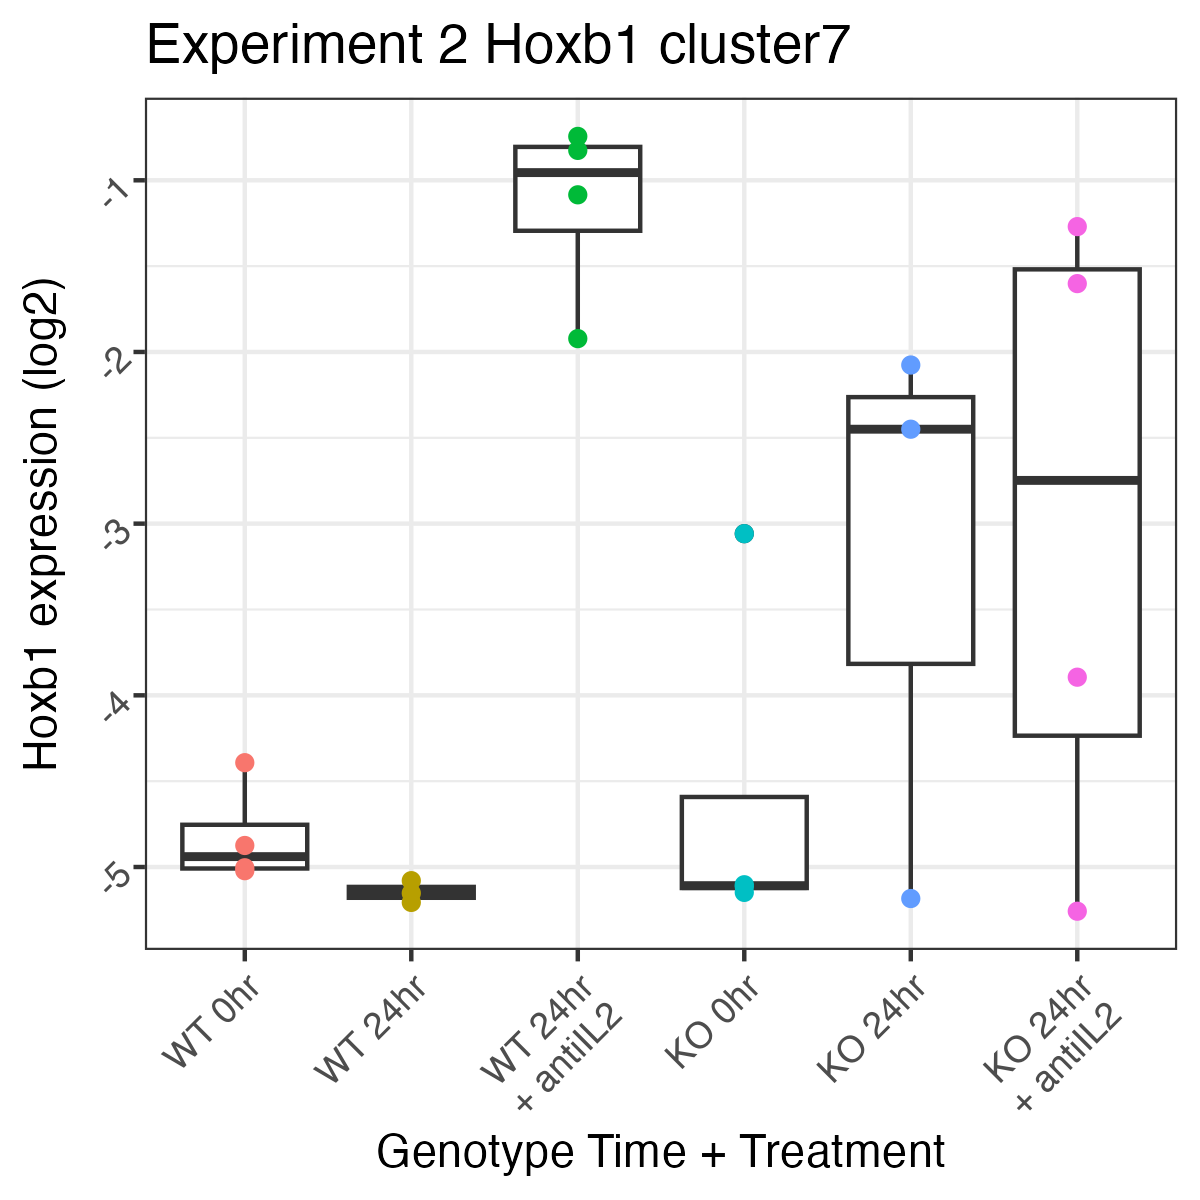 Experiment 2 Hoxb1 cluster7
Hoxb1 expression (log2)
-1
-2
-3
-4
-5
WT 0hr
WT 24hr
WT 24hr
+ antiIL2
KO 0hr
KO 24hr
KO 24hr
+ antiIL2
Genotype Time + Treatment